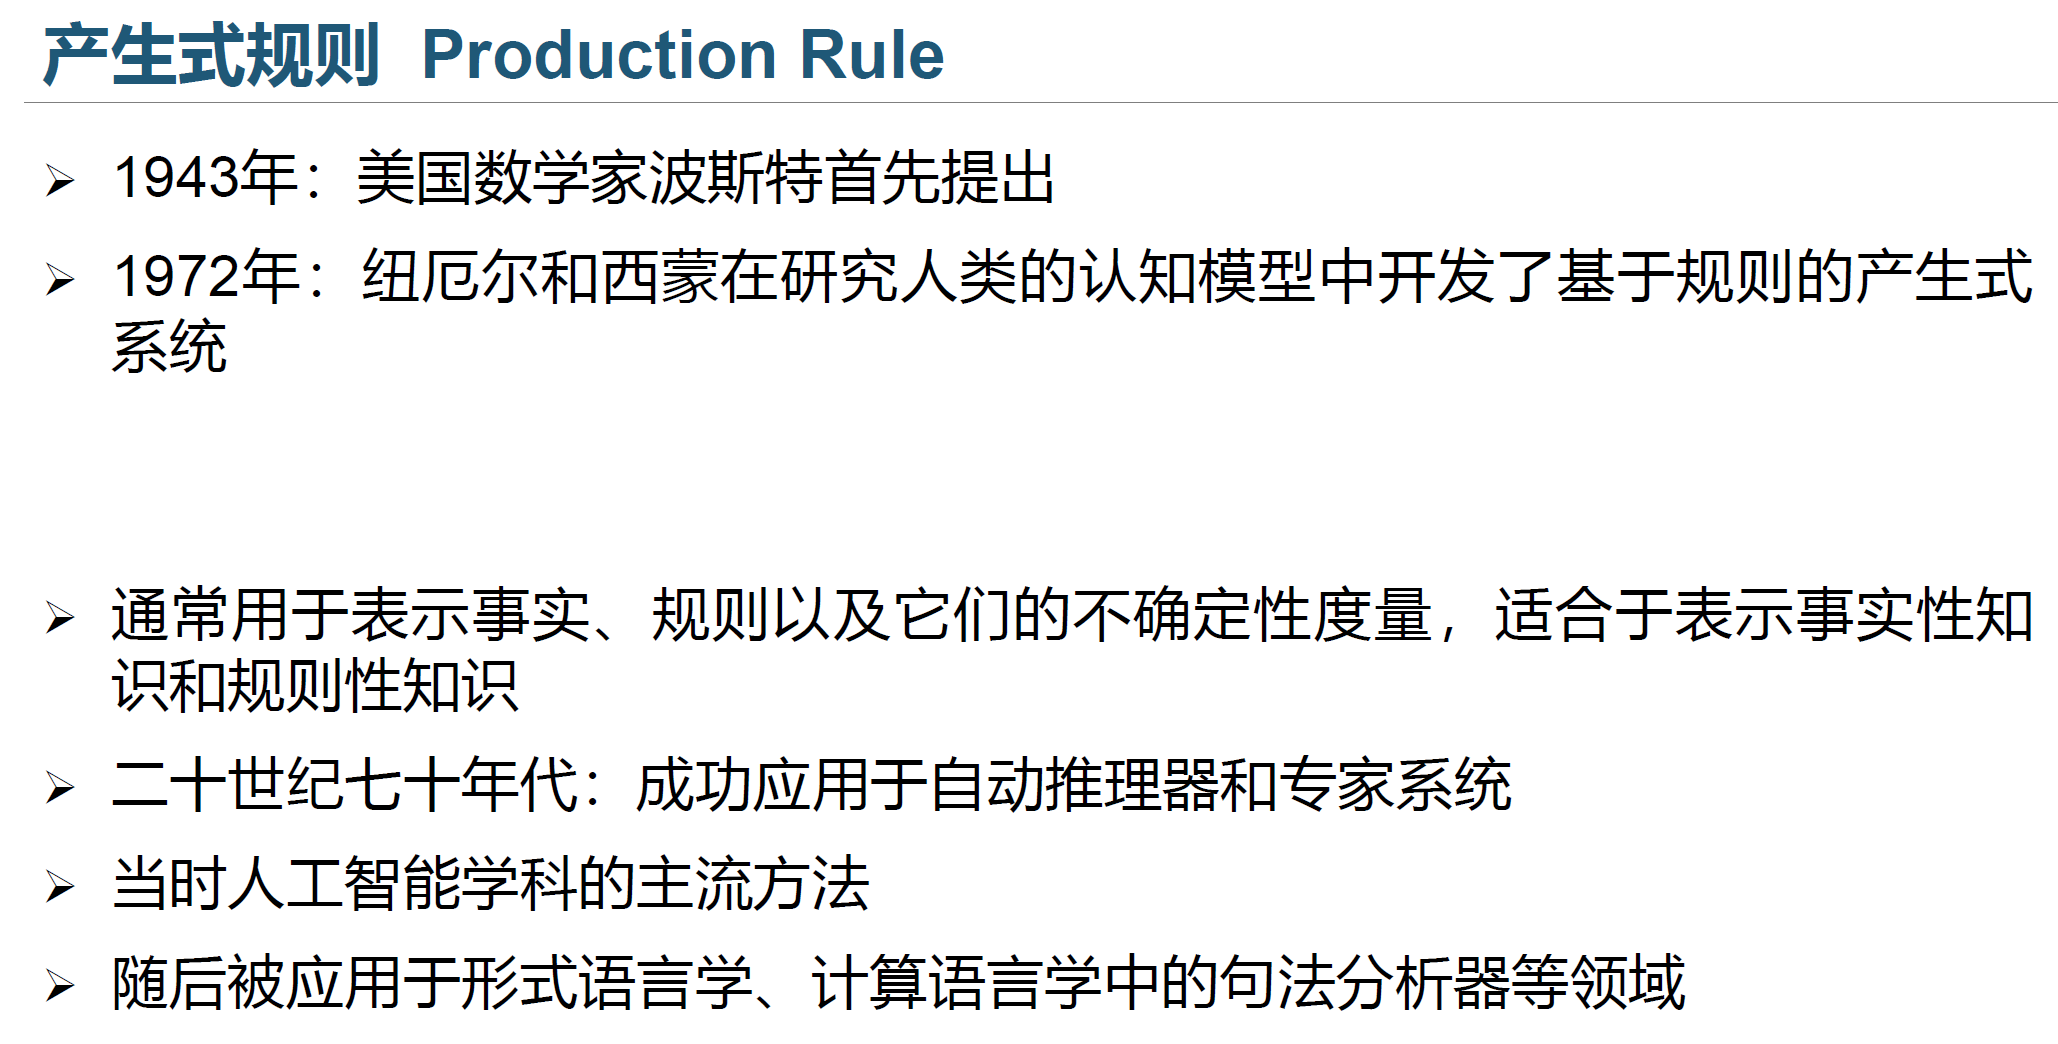 产生式规则 Production Rule
➢ 1943年：美国数学家波斯特首先提出
➢ 1972年：纽厄尔和西蒙在研究人类的认知模型中开发了基于规则的产生式
系统
➢ 通常用于表示事实、规则以及它们的不确定性度量，适合于表示事实性知
识和规则性知识
➢ 二十世纪七十年代：成功应用于自动推理器和专家系统
➢ 当时人工智能学科的主流方法
➢ 随后被应用于形式语言学、计算语言学中的句法分析器等领域